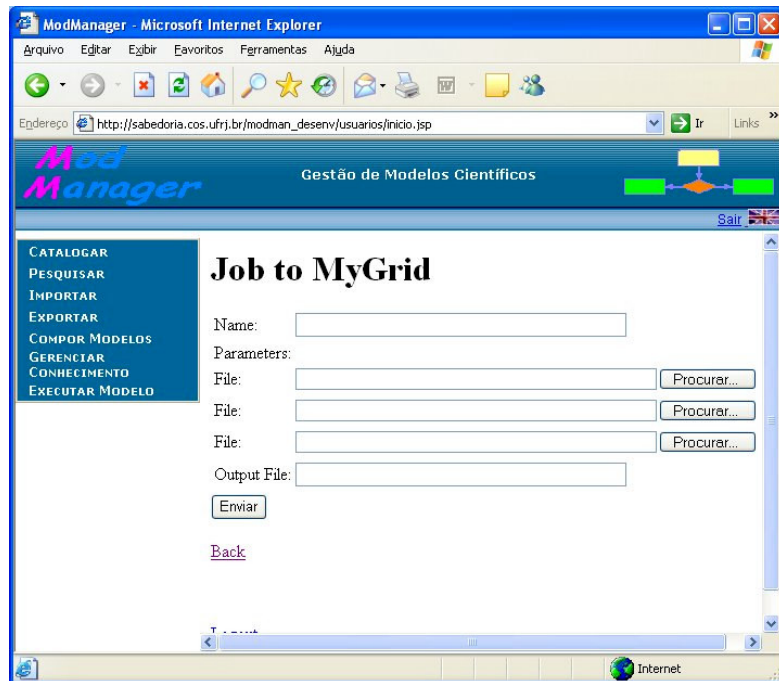 ModManager - Microsoft Internet Explorer
Arquivo Editar Exibir Favoritos Ferramentas Ajuda
Endereço http://sabedoria.cos.ufrj.br/modman_desenv/usuarios/inicio.jsp Ir Links »
Mod
Manager
Gestão de Modelos Científicos
Sair
CATALOGAR
PESQUISAR
IMPORTAR
EXPORTAR
COMPOR MODELOS
GERENCIAR
CONHECIMENTO
EXECUTAR MODELO
Job to MyGrid
Name:
Parameters:
File: Procurar...
File: Procurar...
File: Procurar...
Output File:
Enviar
Back
Internet